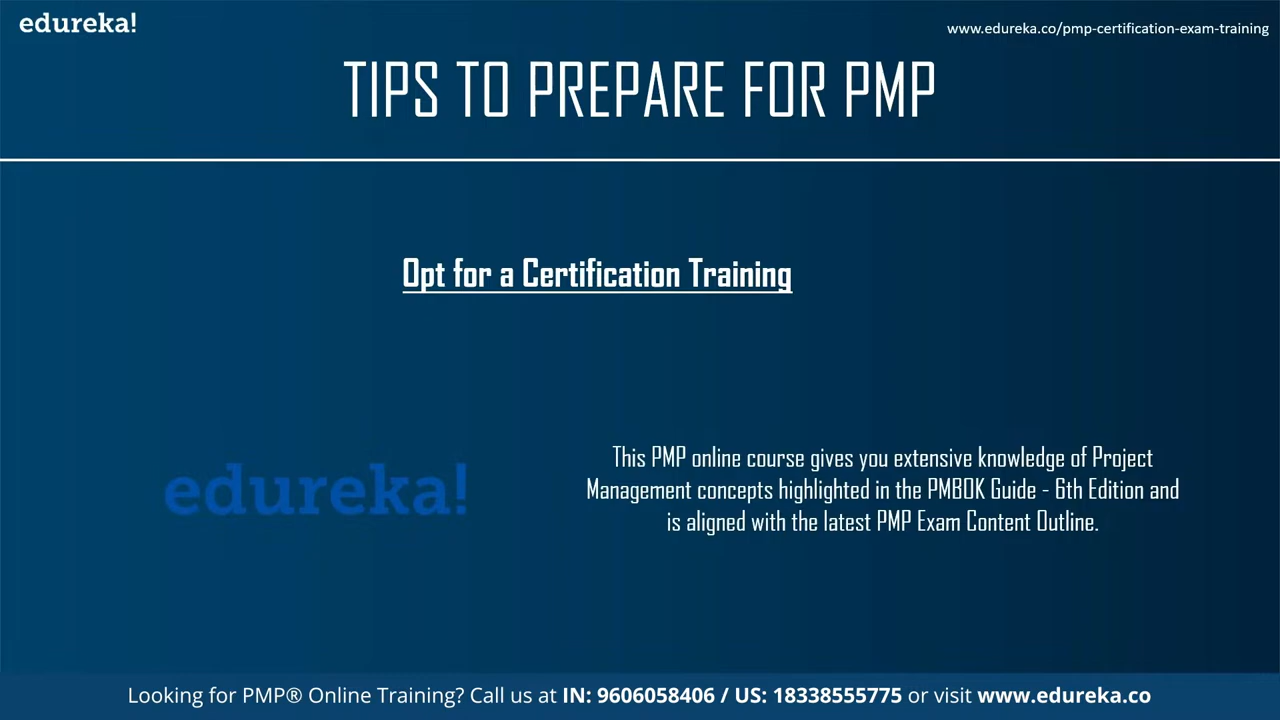 edureka!
www.edureka.co/pmp-certification-exam-training
TIPS TO PREPARE FOR PMP
Opt for a Certification Training
edureka!
This PMP online course gives you extensive knowledge of Project
Management concepts highlighted in the PMBOK Guide - 6th Edition and
is aligned with the latest PMP Exam Content Outline.
Looking for PMP® Online Training? Call us at IN: 9606058406 / US: 18338555775 or visit www.edureka.co